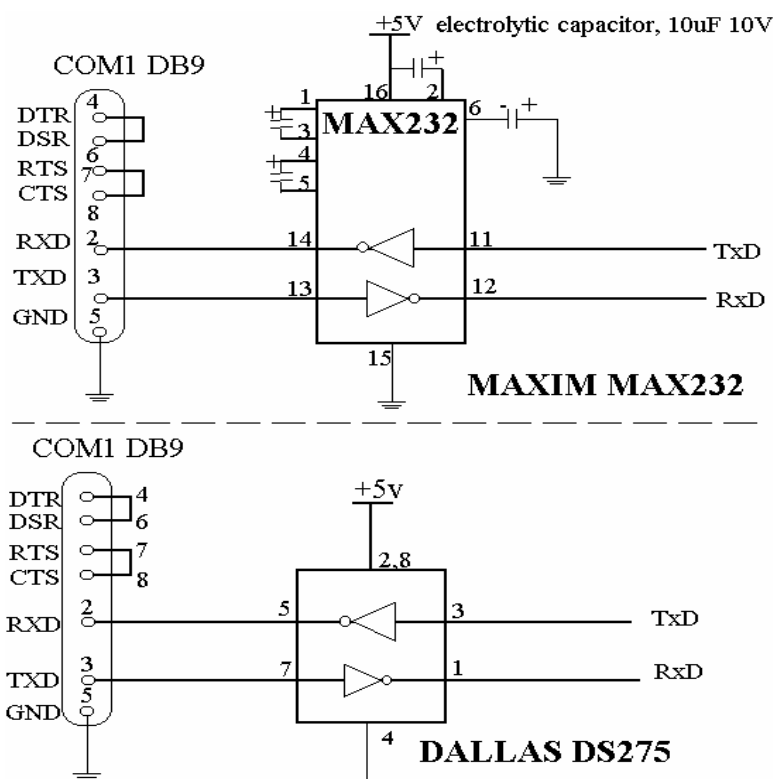 +5V electrolytic capacitor, 10uF 10V
COM1 DB9
+
16 2
1
+
3
4
+
5
MAX232
6 - +
DTR 4
DSR
6
RTS 7
CTS
8
RXD 2 14 11 TxD
TXD 3 13 12 RxD
GND 5
15
MAXIM MAX232
COM1 DB9
+5v
DTR 4
DSR 6
RTS 7
CTS 8
2,8
RXD 2 5 3 TxD
TXD 3 7 1 RxD
GND 5
4
DALLAS DS275